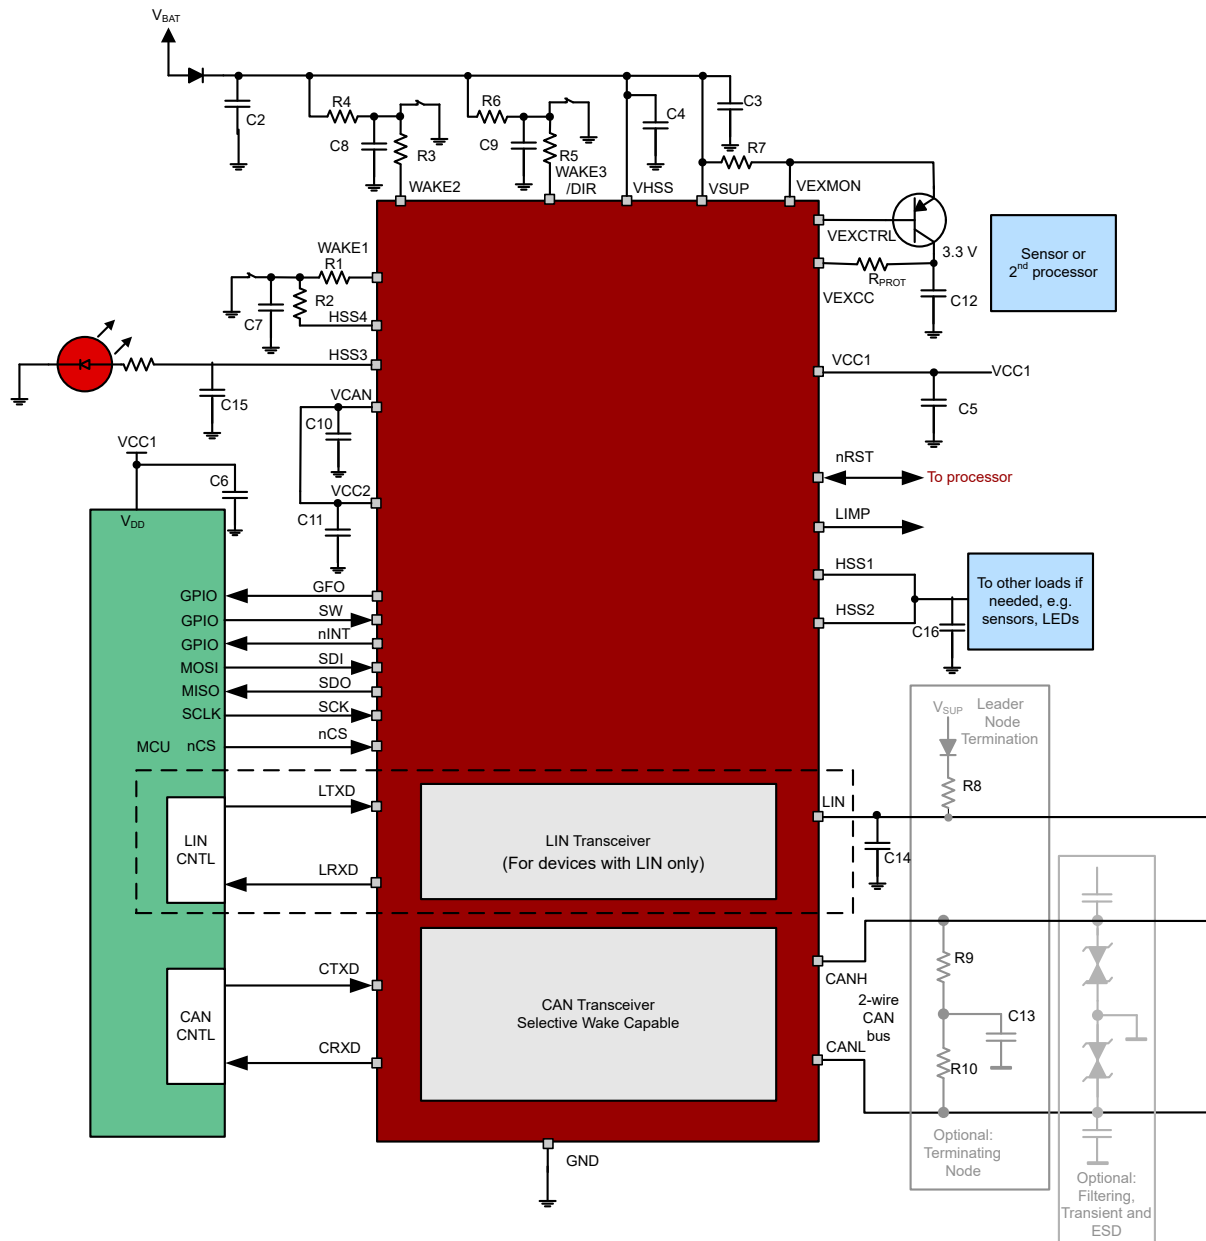 VBAT
C2
R4
C8
R3
WAKE2
R6
C9
R5
WAKE3
/DIR
C4
VHSS
C3
R7
VSUP
VEXMON
VEXCTRL
3.3 V
RPROT
VEXCC
C12
Sensor or
2nd processor
WAKE1
R1
R2
C7
HSS4
HSS3
C15
VCAN
C10
VCC2
C11
VCC1
VCC1
C5
nRST
To processor
LIMP
HSS1
HSS2
C16
To other loads if
needed, e.g.
sensors, LEDs
VCC1
C6
VDD
GPIO
GFO
GPIO
SW
GPIO
nINT
MOSI
SDI
MISO
SDO
SCLK
SCK
MCU
nCS
nCS
LIN
CNTL
LTXD
LRXD
LIN Transceiver
(For devices with LIN only)
LIN
C14
VSUP
Leader
Node
Termination
R8
CAN
CNTL
CTXD
CRXD
CAN Transceiver
Selective Wake Capable
CANH
2-wire
CAN
bus
CANL
R9
C13
R10
Optional:
Terminating
Node
Optional:
Filtering,
Transient and
ESD
GND